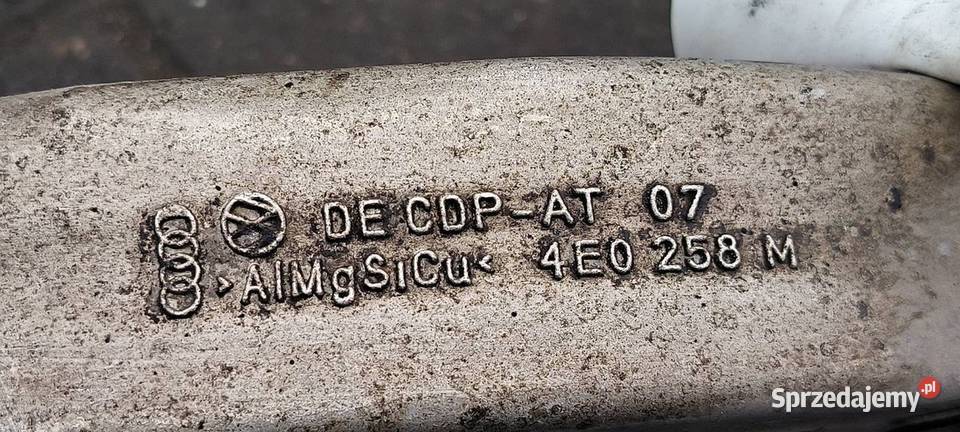 DE CDP-AT 07
>AlMgSiCu< 4E0 258 M
Sprzedajemy.pl